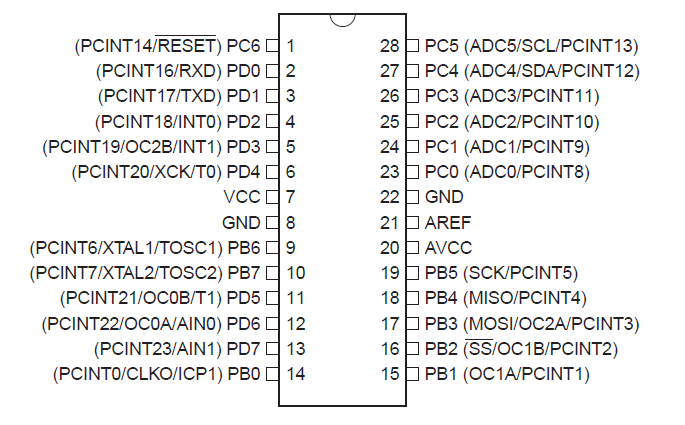 (PCINT14/RESET) PC6 1 28 PC5 (ADC5/SCL/PCINT13)
(PCINT16/RXD) PD0 2 27 PC4 (ADC4/SDA/PCINT12)
(PCINT17/TXD) PD1 3 26 PC3 (ADC3/PCINT11)
(PCINT18/INT0) PD2 4 25 PC2 (ADC2/PCINT10)
(PCINT19/OC2B/INT1) PD3 5 24 PC1 (ADC1/PCINT9)
(PCINT20/XCK/T0) PD4 6 23 PC0 (ADC0/PCINT8)
VCC 7 22 GND
GND 8 21 AREF
(PCINT6/XTAL1/TOSC1) PB6 9 20 AVCC
(PCINT7/XTAL2/TOSC2) PB7 10 19 PB5 (SCK/PCINT5)
(PCINT21/OC0B/T1) PD5 11 18 PB4 (MISO/PCINT4)
(PCINT22/OC0A/AIN0) PD6 12 17 PB3 (MOSI/OC2A/PCINT3)
(PCINT23/AIN1) PD7 13 16 PB2 (SS/OC1B/PCINT2)
(PCINT0/CLKO/ICP1) PB0 14 15 PB1 (OC1A/PCINT1)